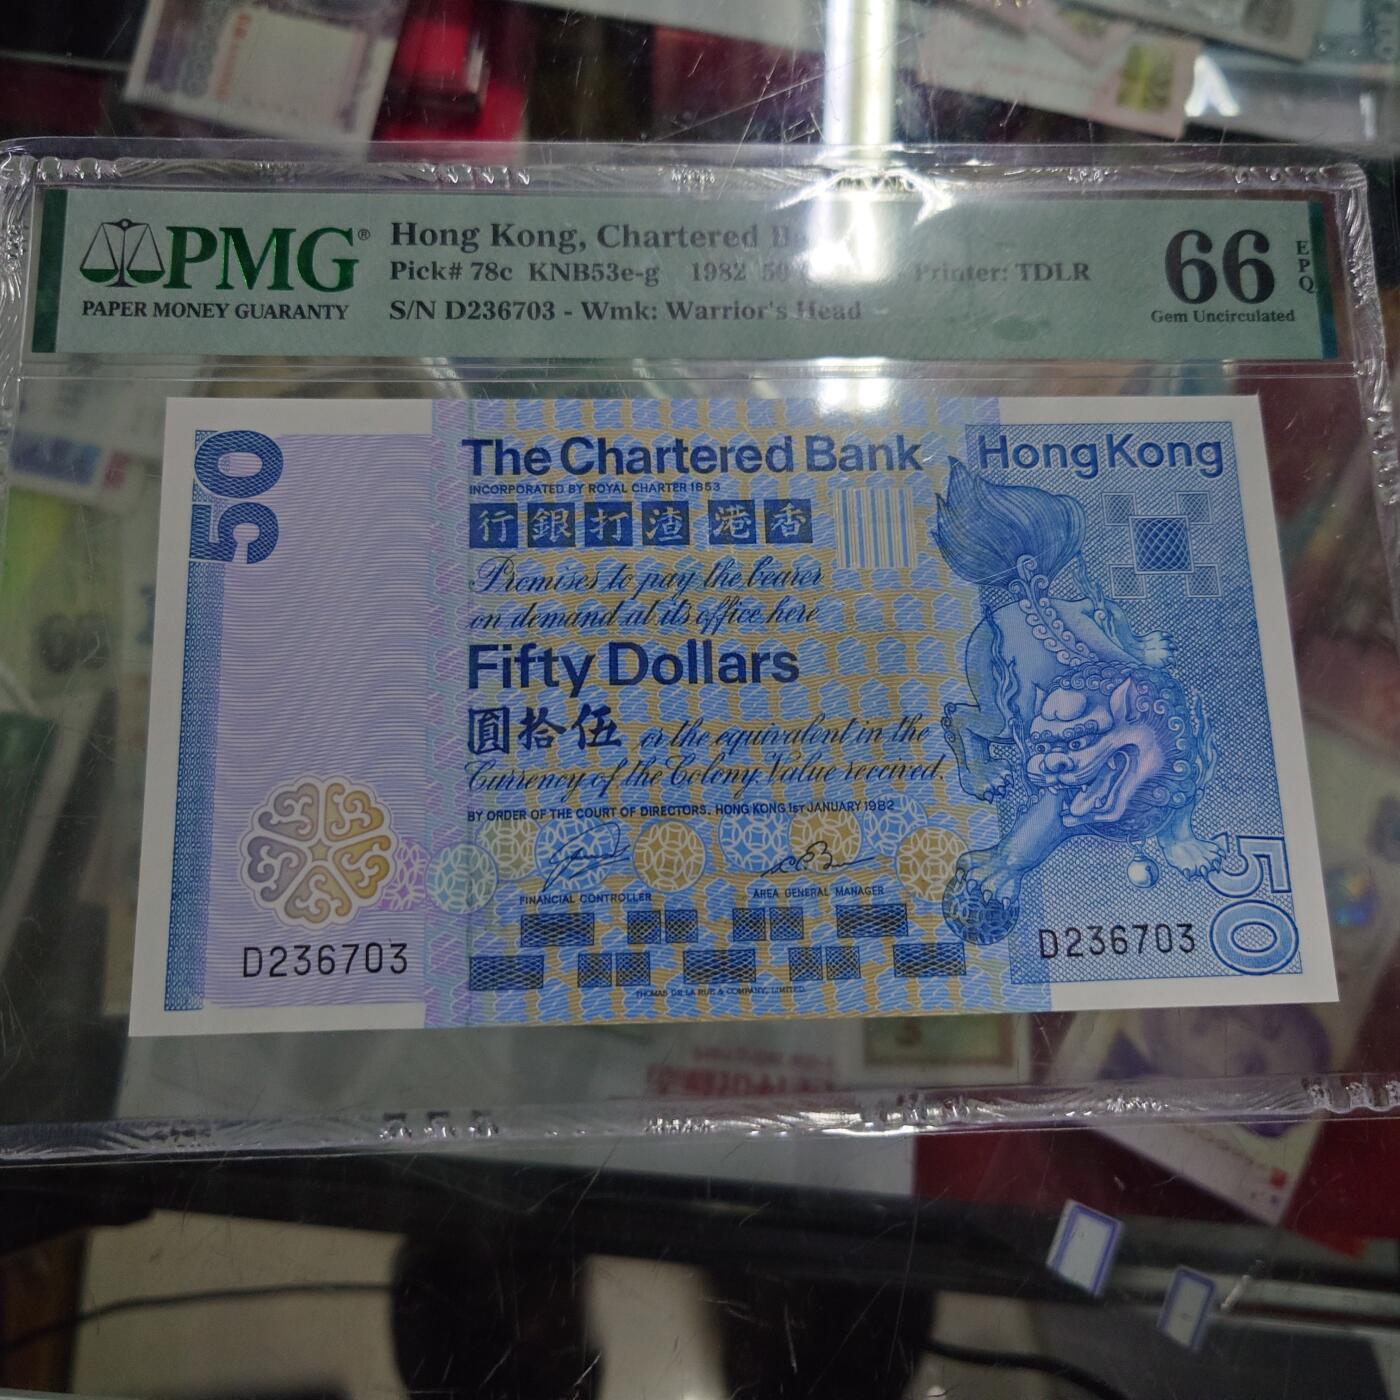 PMG®
PAPER MONEY GUARANTY
Hong Kong, Chartered
Pick# 78c KNB53e-g 1982 50 - Printer: TDLR
S/N D236703 - Wmk: Warrior's Head
66 EPQ
Gem Uncirculated
50
The Chartered Bank
HongKong
INCORPORATED BY ROYAL CHARTER 1853
行銀打渣 港香
Promises to pay the bearer
on demand at its office here
Fifty Dollars
圓拾伍 or the equivalent in the
Currency of the Colony. Value received.
BY ORDER OF THE COURT OF DIRECTORS. HONG KONG 1ST JANUARY 1982
FINANCIAL CONTROLLER
AREA GENERAL MANAGER
D236703
D236703
50
THOMAS DE LA RUE & COMPANY, LIMITED.